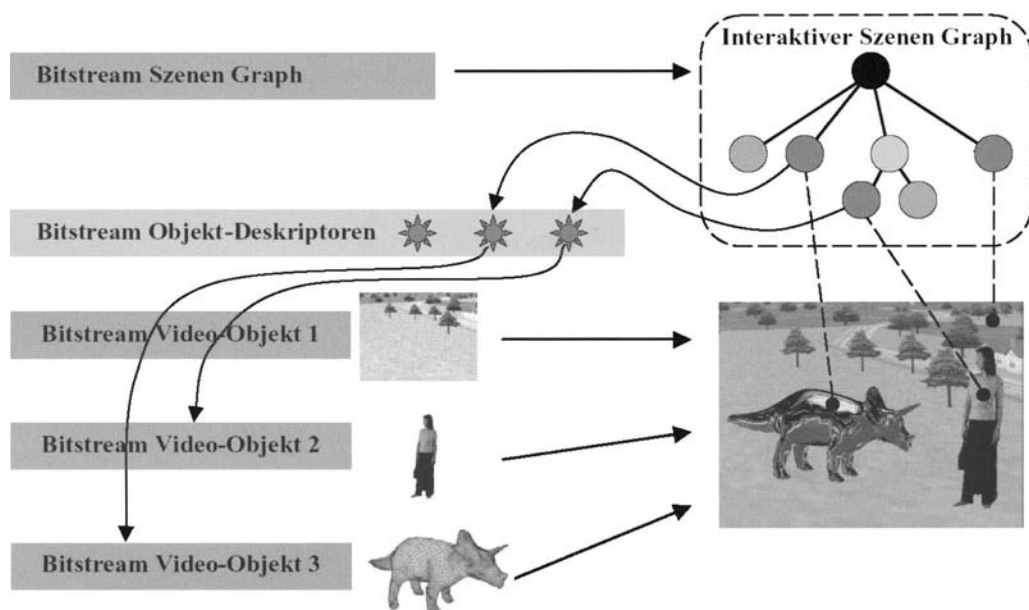 Interaktiver Szenen Graph
Bitstream Szenen Graph
Bitstream Objekt-Deskriptoren
Bitstream Video-Objekt 1
Bitstream Video-Objekt 2
Bitstream Video-Objekt 3